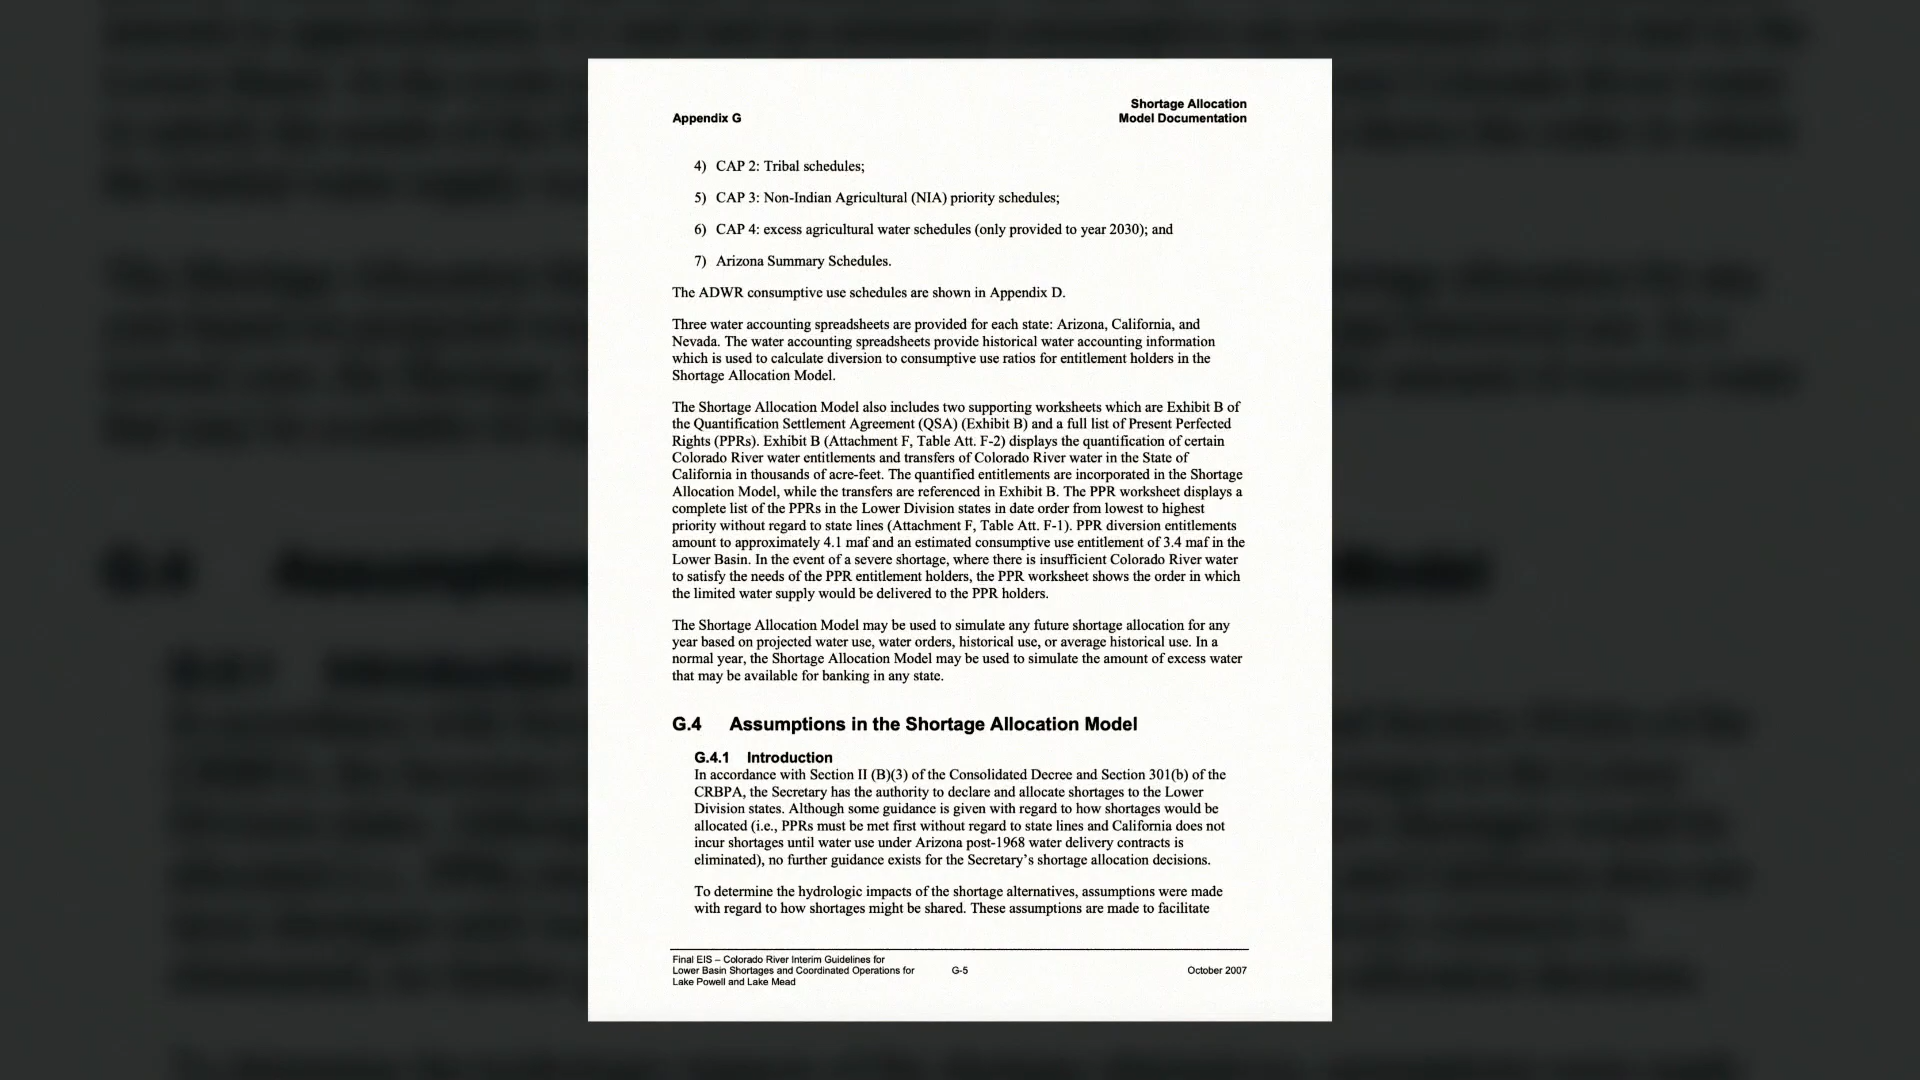 Appendix G
Shortage Allocation
Model Documentation
4) CAP 2: Tribal schedules;
5) CAP 3: Non-Indian Agricultural (NIA) priority schedules;
6) CAP 4: excess agricultural water schedules (only provided to year 2030); and
7) Arizona Summary Schedules.
The ADWR consumptive use schedules are shown in Appendix D.
Three water accounting spreadsheets are provided for each state: Arizona, California, and
Nevada. The water accounting spreadsheets provide historical water accounting information
which is used to calculate diversion to consumptive use ratios for entitlement holders in the
Shortage Allocation Model.
The Shortage Allocation Model also includes two supporting worksheets which are Exhibit B of
the Quantification Settlement Agreement (QSA) (Exhibit B) and a full list of Present Perfected
Rights (PPRs). Exhibit B (Attachment F, Table Att. F-2) displays the quantification of certain
Colorado River water entitlements and transfers of Colorado River water in the State of
California in thousands of acre-feet. The quantified entitlements are incorporated in the Shortage
Allocation Model, while the transfers are referenced in Exhibit B. The PPR worksheet displays a
complete list of the PPRs in the Lower Division states in date order from lowest to highest
priority without regard to state lines (Attachment F, Table Att. F-1). PPR diversion entitlements
amount to approximately 4.1 maf and an estimated consumptive use entitlement of 3.4 maf in the
Lower Basin. In the event of a severe shortage, where there is insufficient Colorado River water
to satisfy the needs of the PPR entitlement holders, the PPR worksheet shows the order in which
the limited water supply would be delivered to the PPR holders.
The Shortage Allocation Model may be used to simulate any future shortage allocation for any
year based on projected water use, water orders, historical use, or average historical use. In a
normal year, the Shortage Allocation Model may be used to simulate the amount of excess water
that may be available for banking in any state.
G.4 Assumptions in the Shortage Allocation Model
G.4.1 Introduction
In accordance with Section II (B)(3) of the Consolidated Decree and Section 301(b) of the
CRBPA, the Secretary has the authority to declare and allocate shortages to the Lower
Division states. Although some guidance is given with regard to how shortages would be
allocated (i.e., PPRs must be met first without regard to state lines and California does not
incur shortages until water use under Arizona post-1968 water delivery contracts is
eliminated), no further guidance exists for the Secretary's shortage allocation decisions.
To determine the hydrologic impacts of the shortage alternatives, assumptions were made
with regard to how shortages might be shared. These assumptions are made to facilitate
Final EIS – Colorado River Interim Guidelines for
Lower Basin Shortages and Coordinated Operations for
Lake Powell and Lake Mead
G-5
October 2007